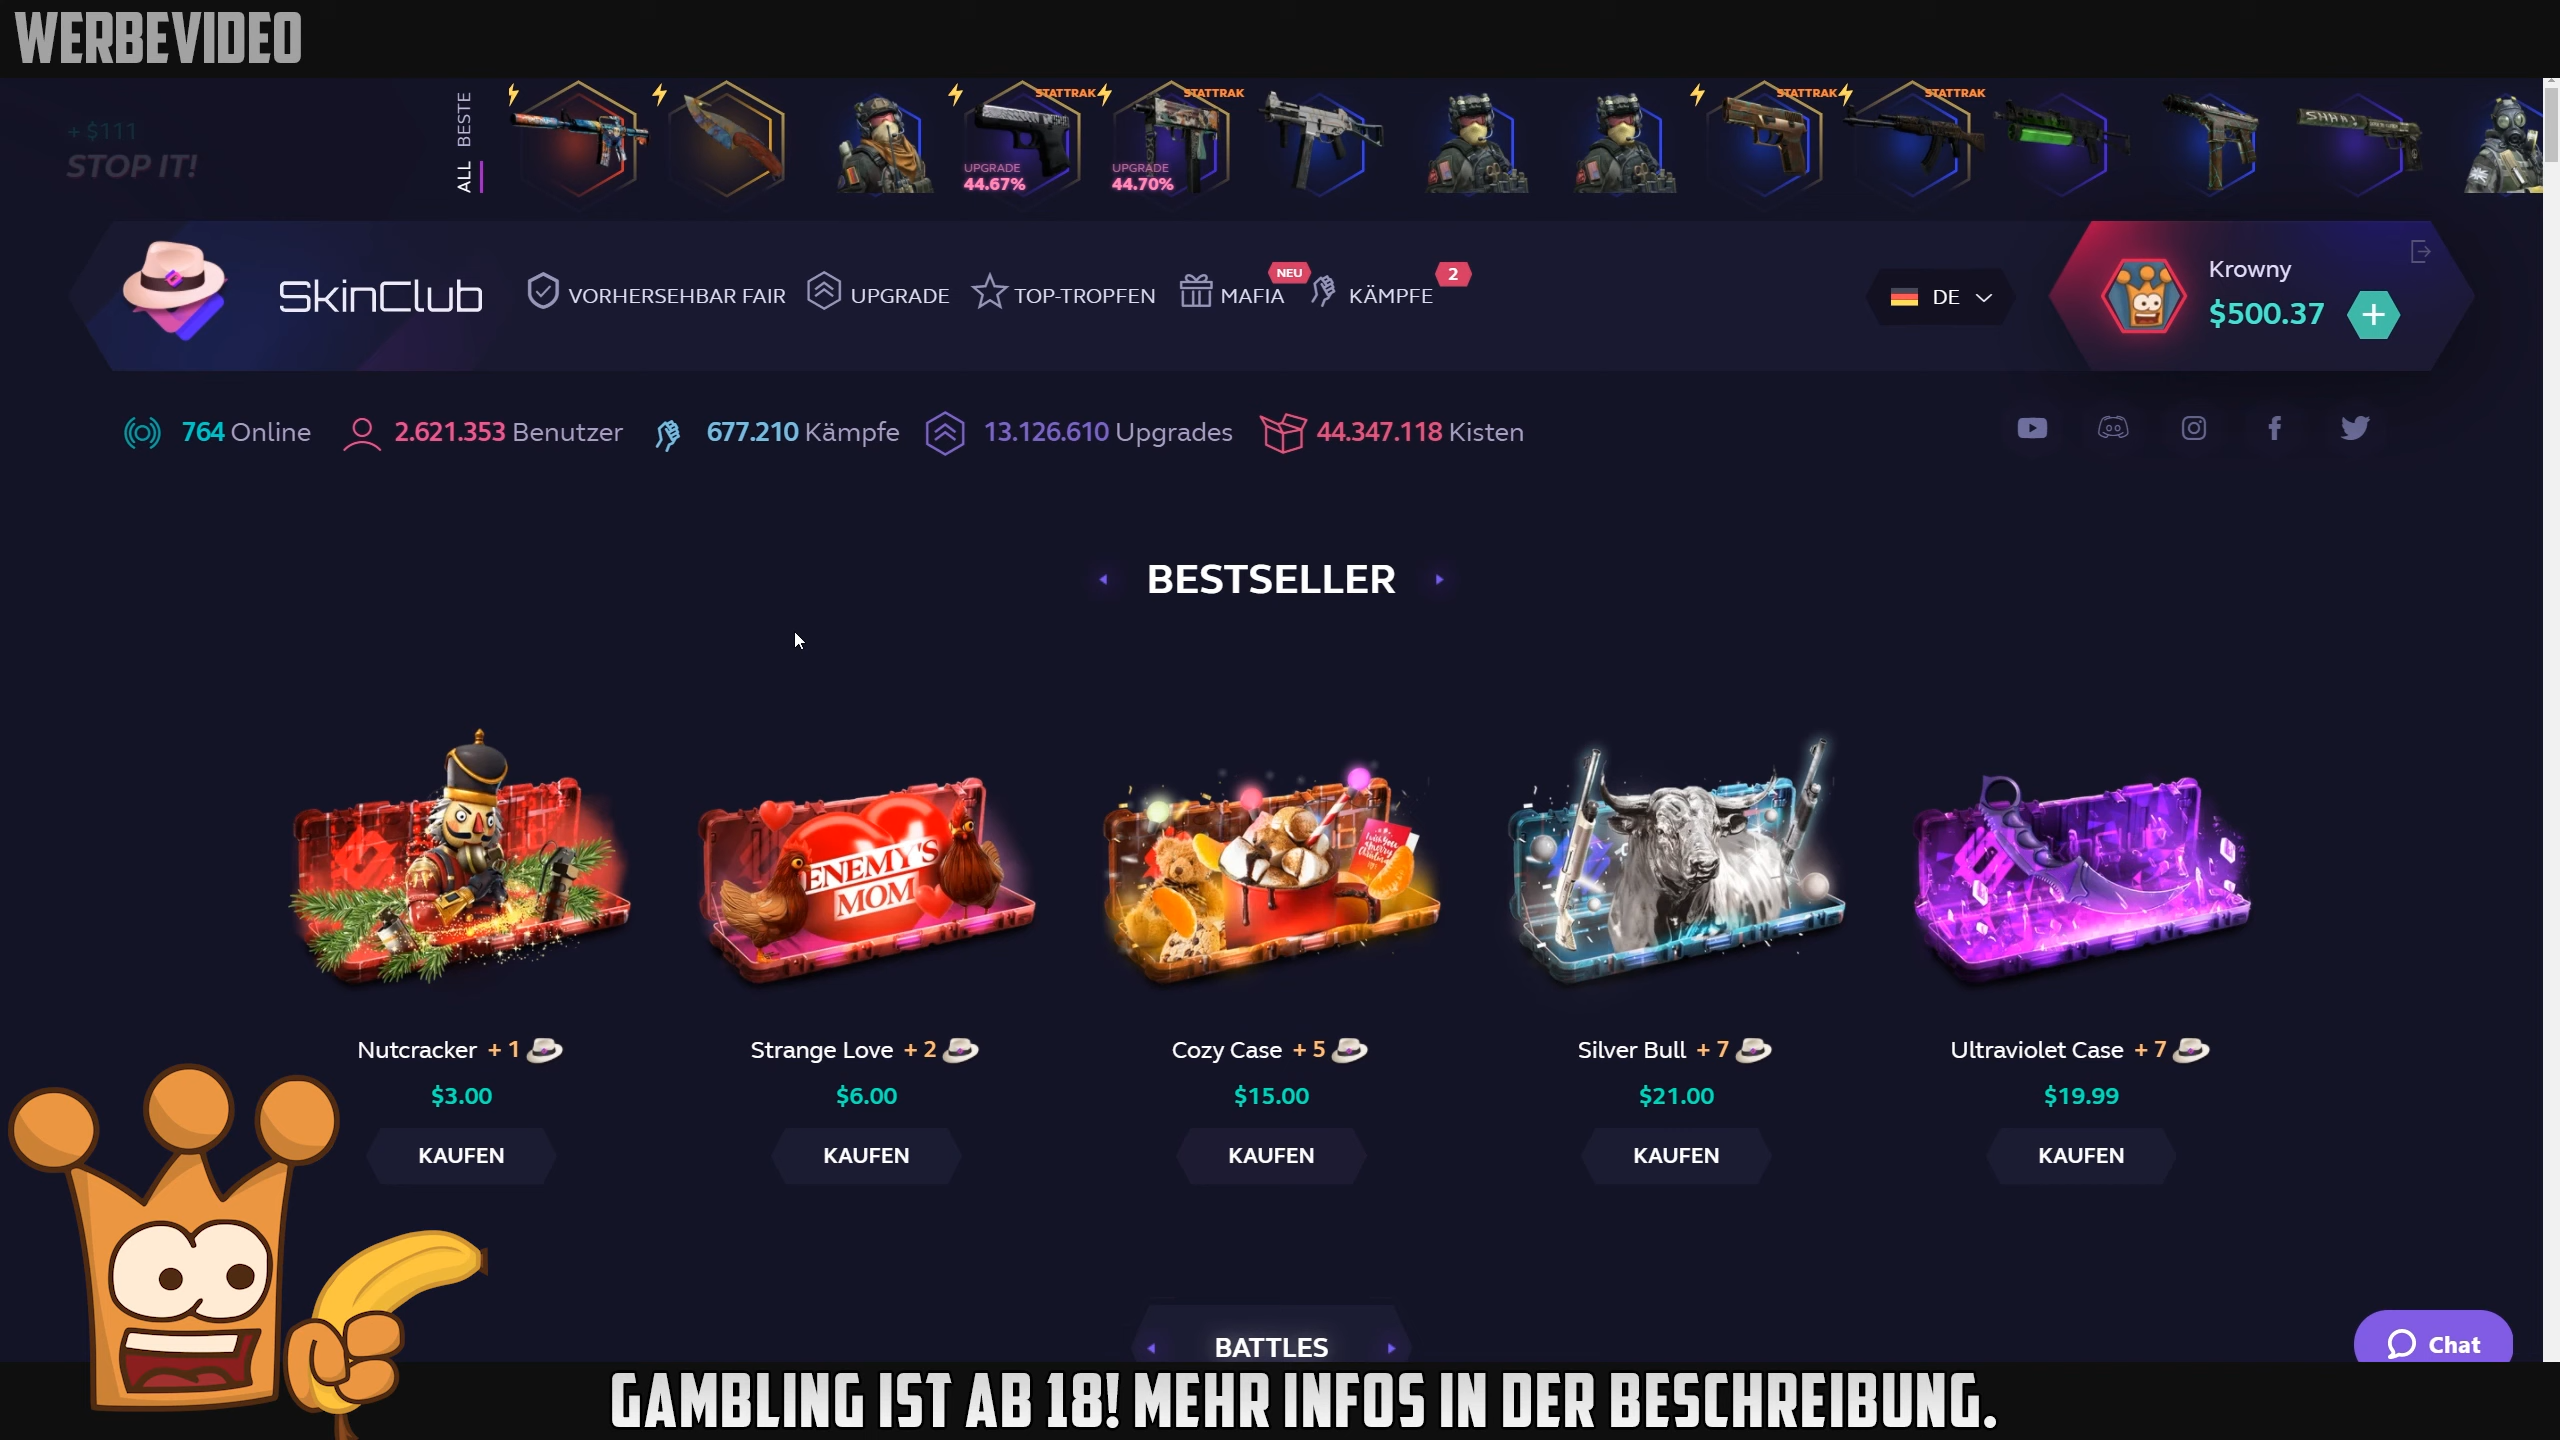 WERBEVIDEO
+ $111
STOP IT!
ALL BESTE
STATTRAK
UPGRADE
44.67%
STATTRAK
UPGRADE
44.70%
STATTRAK
STATTRAK
SkinClub
VORHERSEHBAR FAIR
UPGRADE
TOP-TROPFEN
MAFIA
NEU
KÄMPFE
2
DE
Krowny
$500.37
+
764 Online
2.621.353 Benutzer
677.210 Kämpfe
13.126.610 Upgrades
44.347.118 Kisten
BESTSELLER
ENEMY'S
MOM
Nutcracker + 1
$3.00
KAUFEN
Strange Love + 2
$6.00
KAUFEN
Cozy Case + 5
$15.00
KAUFEN
Silver Bull + 7
$21.00
KAUFEN
Ultraviolet Case + 7
$19.99
KAUFEN
BATTLES
Chat
GAMBLING IST AB 18! MEHR INFOS IN DER BESCHREIBUNG.